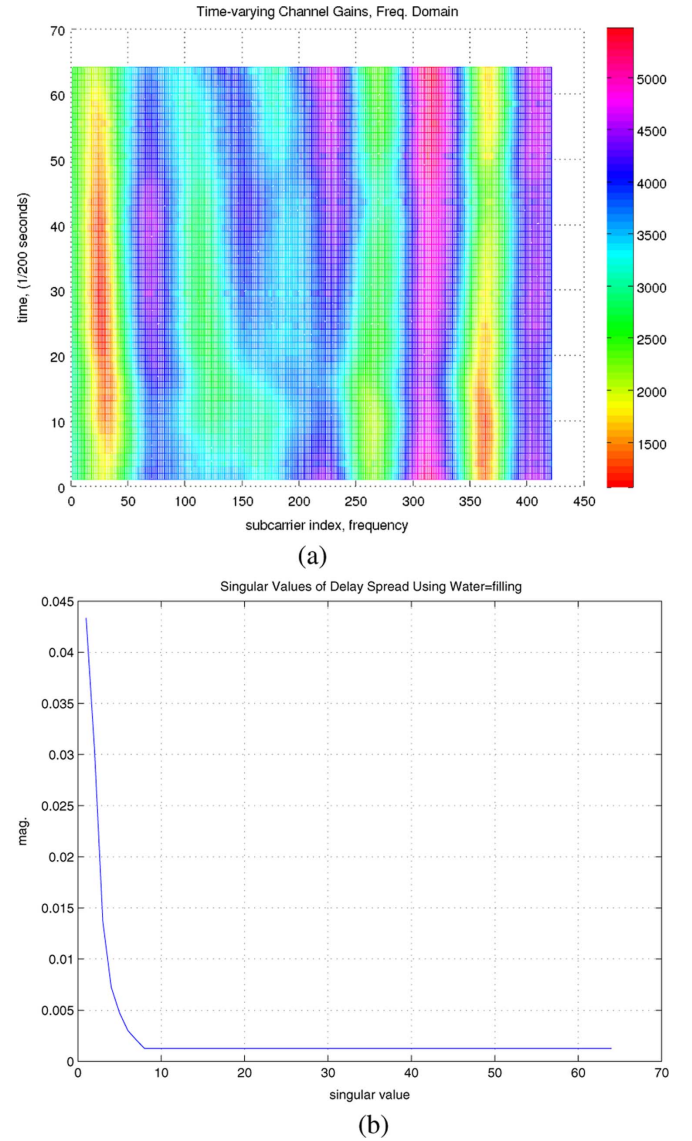 Time-varying Channel Gains, Freq. Domain
70
60
50
40
30
20
10
0
time, (1/200 seconds)
0 50 100 150 200 250 300 350 400 450
subcarrier index, frequency
5000
4500
4000
3500
3000
2500
2000
1500
(a)
Singular Values of Delay Spread Using Water=filling
0.045
0.04
0.035
0.03
0.025
0.02
0.015
0.01
0.005
0
mag.
0 10 20 30 40 50 60 70
singular value
(b)